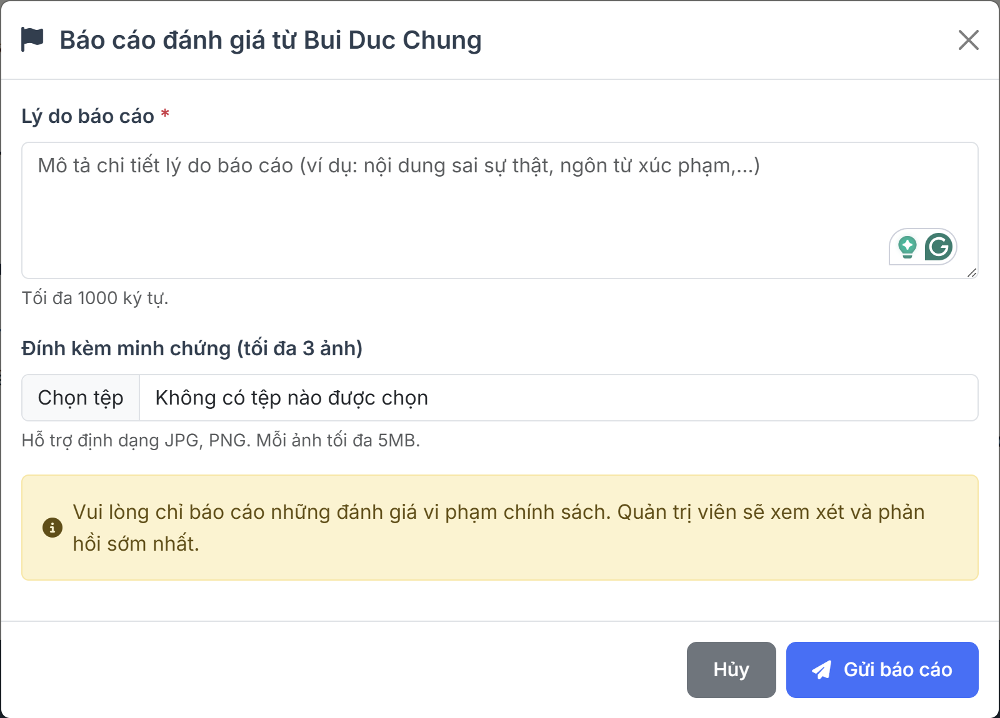 Báo cáo đánh giá từ Bui Duc Chung
Lý do báo cáo *
Mô tả chi tiết lý do báo cáo (ví dụ: nội dung sai sự thật, ngôn từ xúc phạm,...)
Tối đa 1000 ký tự.
Đính kèm minh chứng (tối đa 3 ảnh)
Chọn tệp Không có tệp nào được chọn
Hỗ trợ định dạng JPG, PNG. Mỗi ảnh tối đa 5MB.
Vui lòng chỉ báo cáo những đánh giá vi phạm chính sách. Quản trị viên sẽ xem xét và phản
hồi sớm nhất.
Hủy Gửi báo cáo